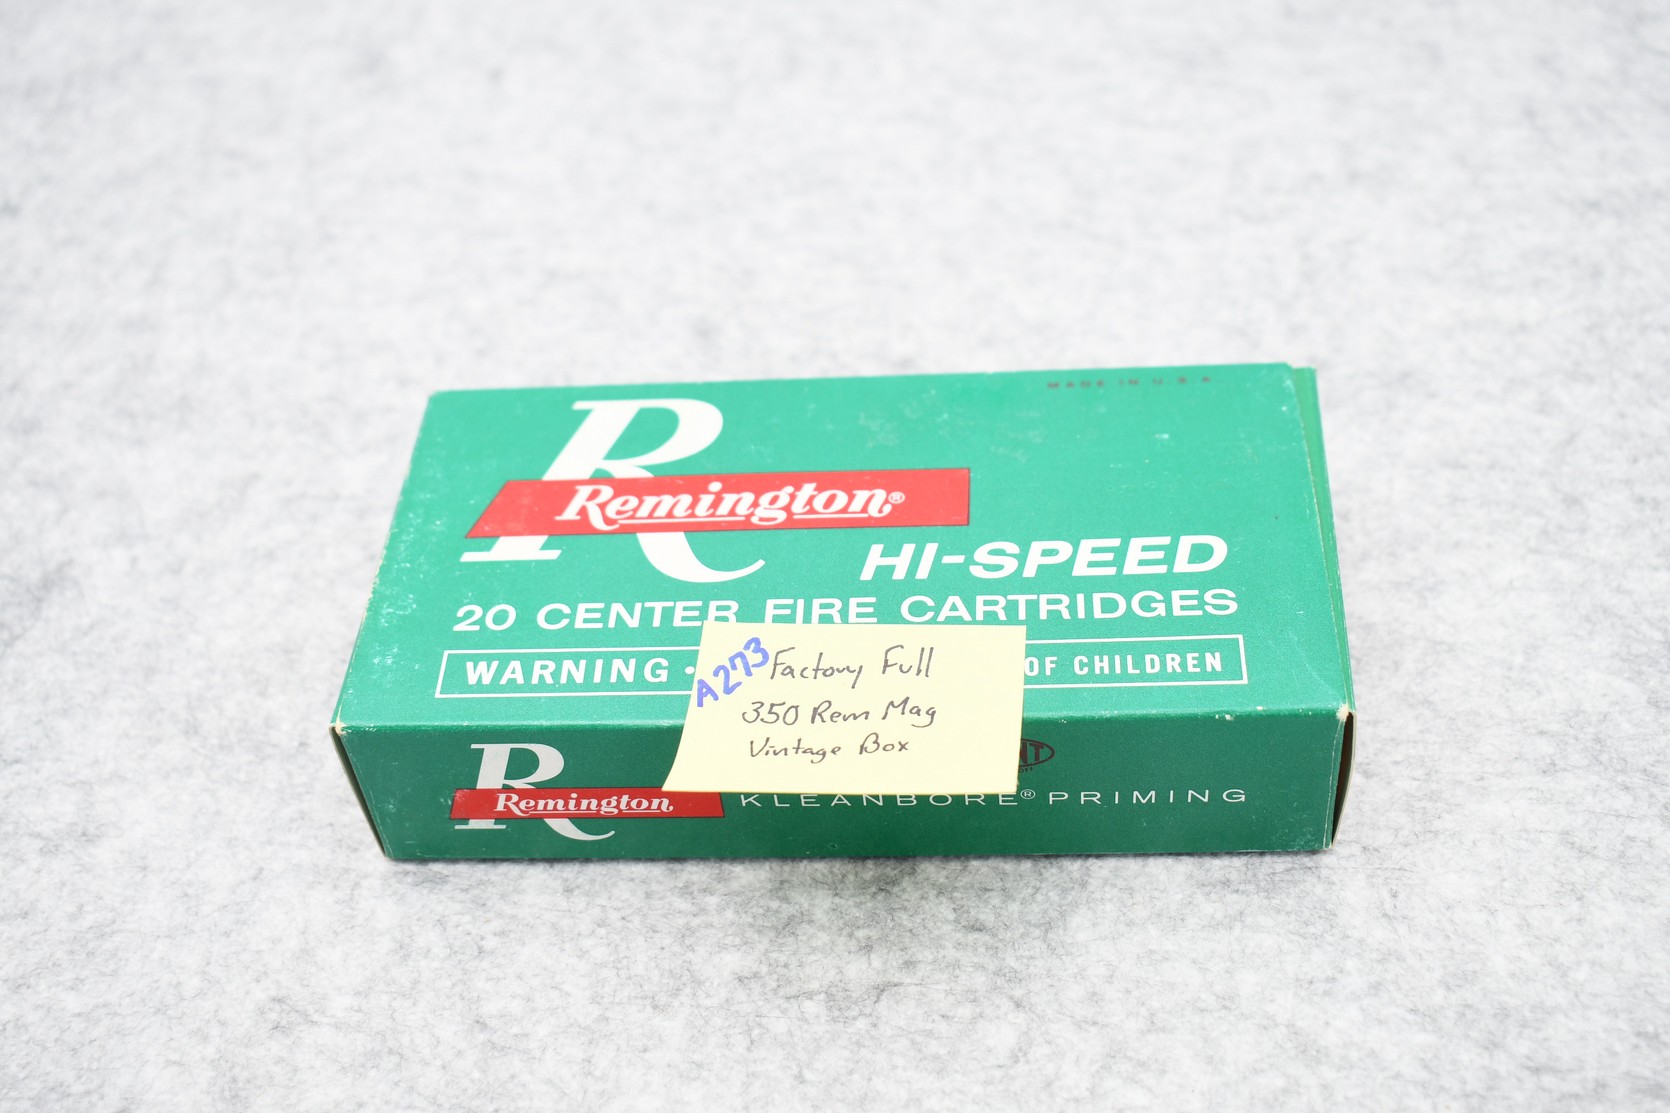 MADE IN U.S.A.
R
Remington®
HI-SPEED
20 CENTER FIRE CARTRIDGES
WARNING • OF CHILDREN
A273 Factory Full
350 Rem Mag
Vintage Box
R
Remington
KLEANBORE® PRIMING